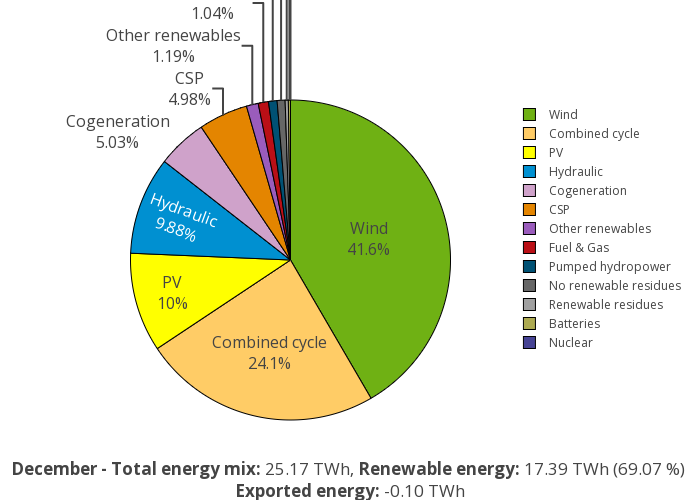 1.04%
Other renewables
1.19%
CSP
4.98%
Cogeneration
5.03%
Hydraulic
9.88%
PV
10%
Combined cycle
24.1%
Wind
41.6%
Wind
Combined cycle
PV
Hydraulic
Cogeneration
CSP
Other renewables
Fuel & Gas
Pumped hydropower
No renewable residues
Renewable residues
Batteries
Nuclear
December - Total energy mix: 25.17 TWh, Renewable energy: 17.39 TWh (69.07 %)
Exported energy: -0.10 TWh